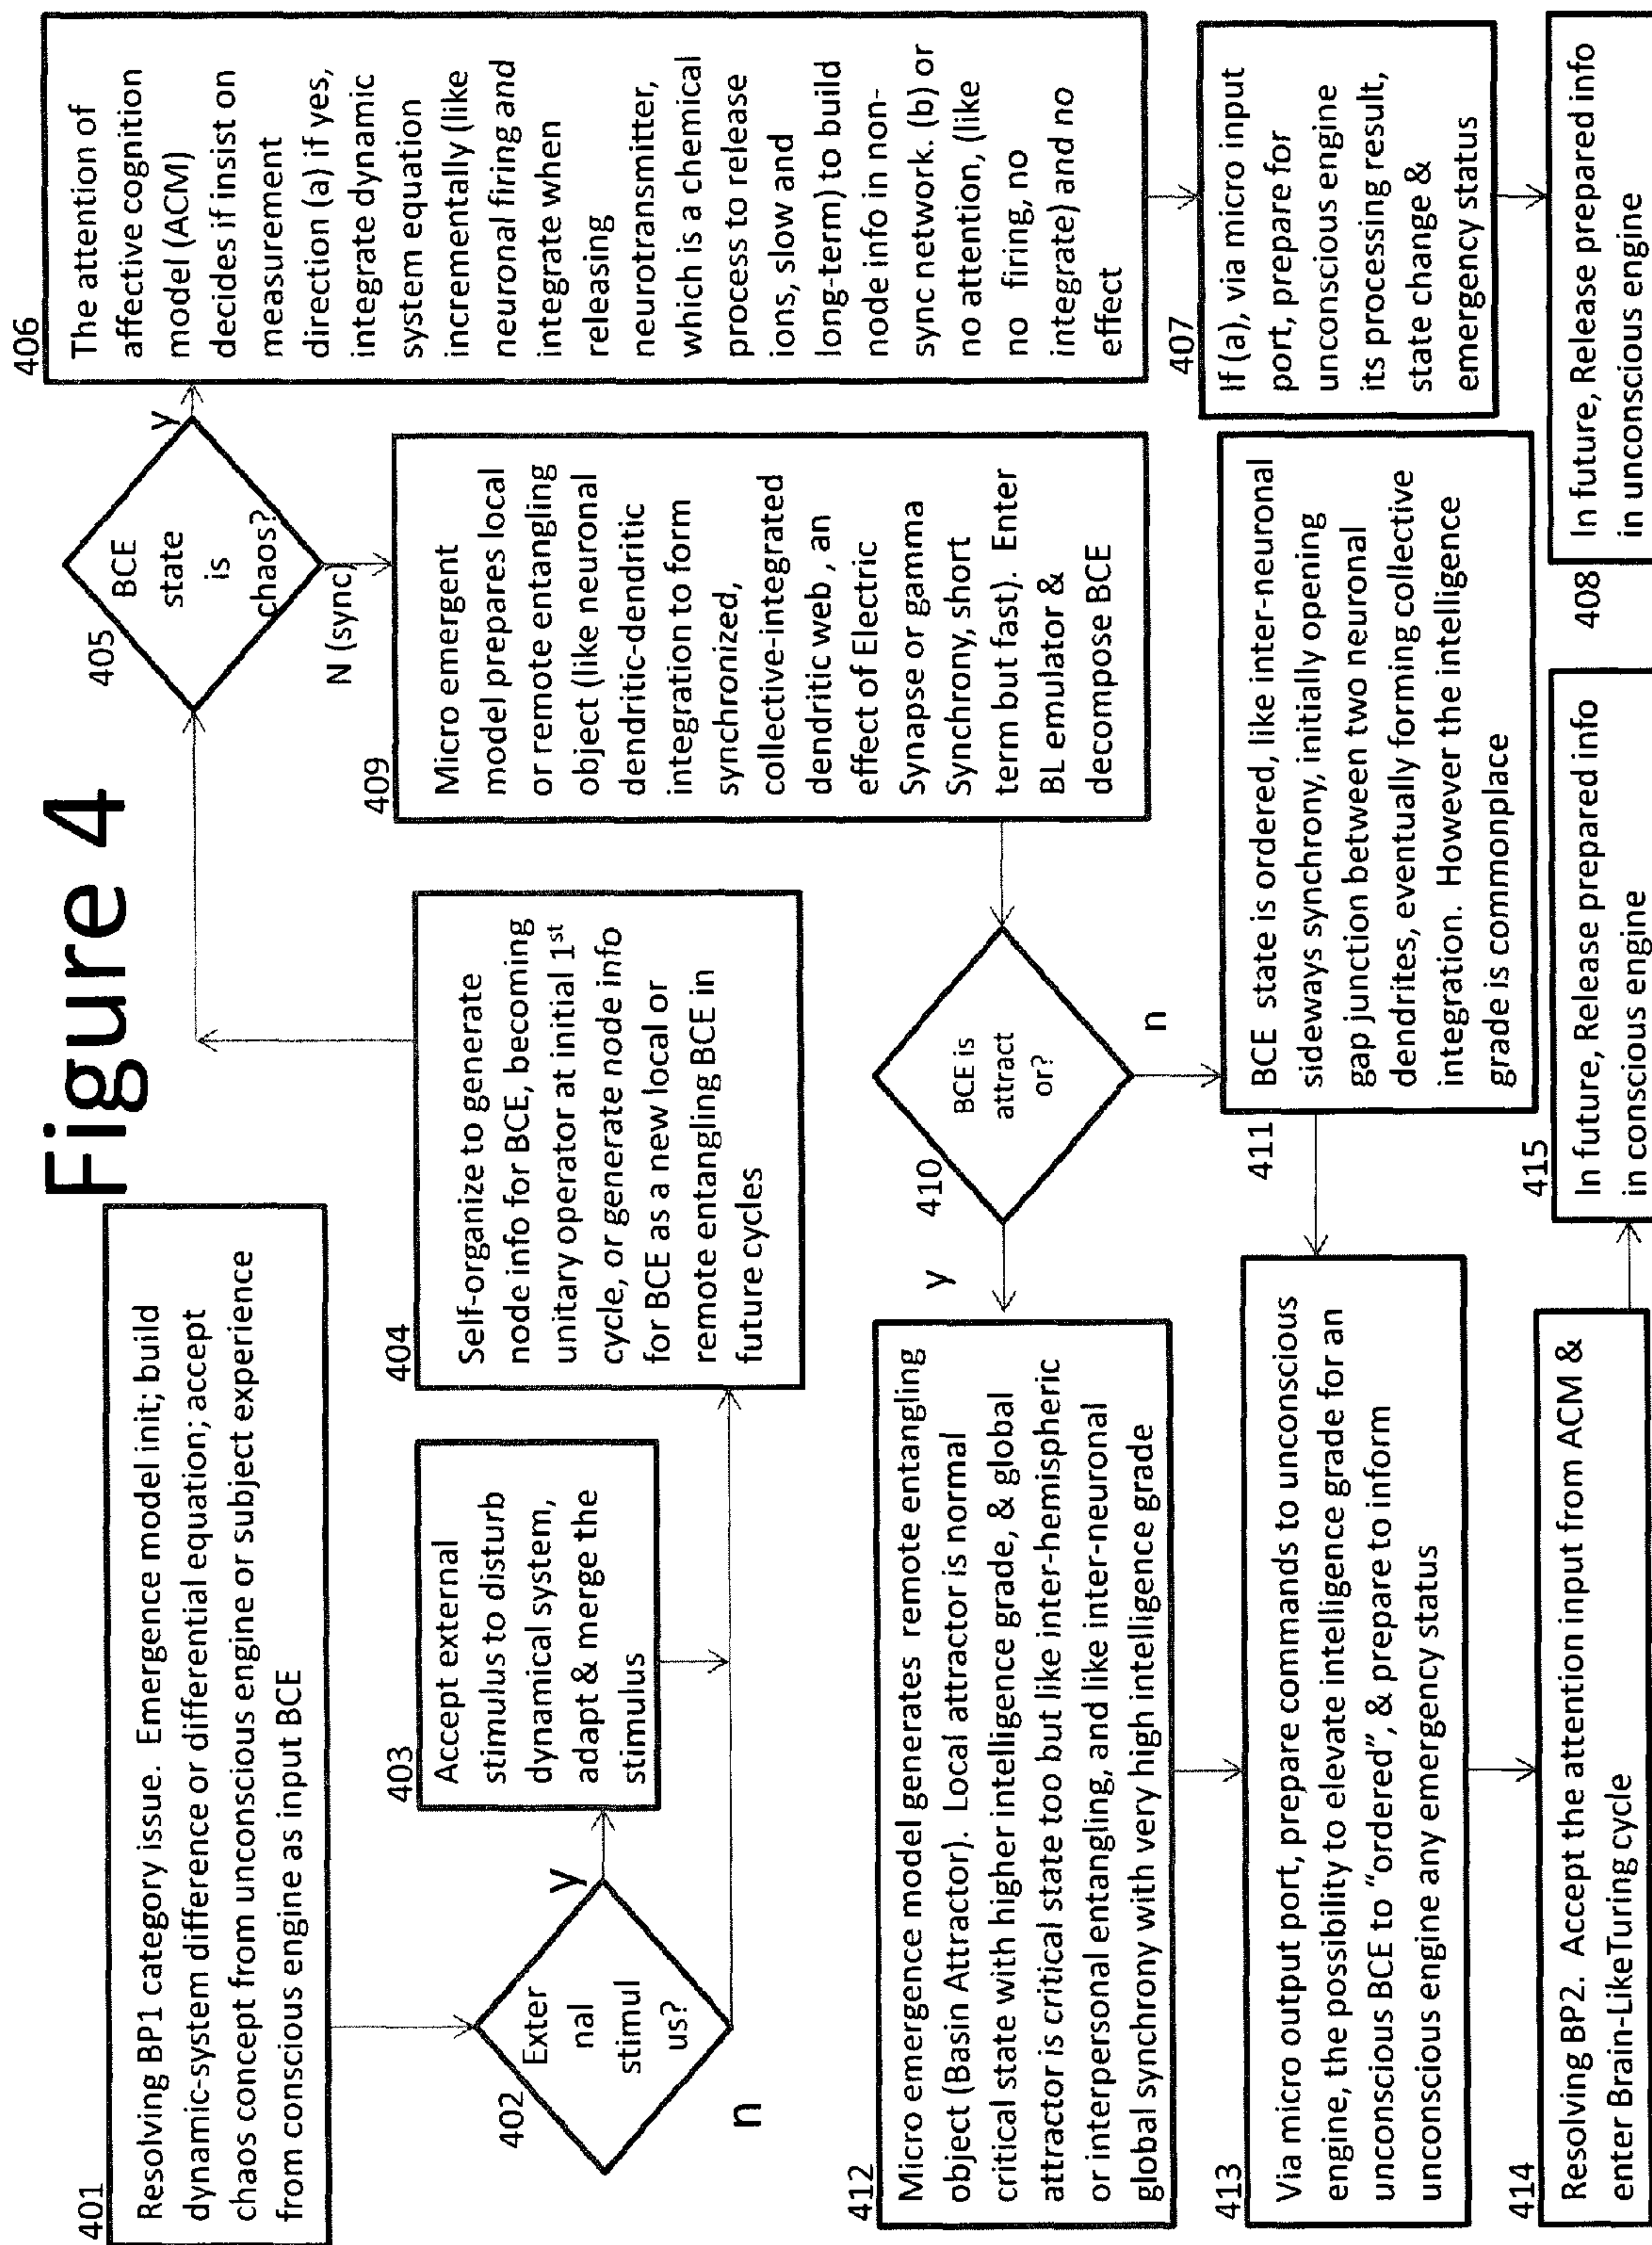 Figure 4
401
Resolving BP1 category issue. Emergence model init; build
dynamic-system difference or differential equation; accept
chaos concept from unconscious engine or subject experience
from conscious engine as input BCE
402
Exter
nal
stimul
us?
y
n
403
Accept external
stimulus to disturb
dynamical system,
adapt & merge the
stimulus
404
Self-organize to generate
node info for BCE, becoming
unitary operator at initial 1st
cycle, or generate node info
for BCE as a new local or
remote entangling BCE in
future cycles
405
BCE
state
is
chaos?
y
N (sync
406
The attention of
affective cognition
model (ACM)
decides if insist on
measurement
direction (a) if yes,
integrate dynamic
system equation
incrementally (like
neuronal firing and
integrate when
releasing
neurotransmitter,
which is a chemical
process to release
ions, slow and
long-term) to build
node info in non-
sync network. (b) or
no attention, (like
no firing, no
integrate) and no
effect
407
If (a), via micro input
port, prepare for
unconscious engine
its processing result,
state change &
emergency status
408
In future, Release prepared info
in unconscious engine
409
Micro emergent
model prepares local
or remote entangling
object (like neuronal
dendritic-dendritic
integration to form
synchronized,
collective-integrated
dendritic web , an
effect of Electric
Synapse or gamma
Synchrony, short
term but fast). Enter
BL emulator &
decompose BCE
410
BCE is
attract
or?
y
n
411
BCE state is ordered, like inter-neuronal
sideways synchrony, initially opening
gap junction between two neuronal
dendrites, eventually forming collective
integration. However the intelligence
grade is commonplace
412
Micro emergence model generates remote entangling
object (Basin Attractor). Local attractor is normal
critical state with higher intelligence grade, & global
attractor is critical state too but like inter-hemispheric
or interpersonal entangling, and like inter-neuronal
global synchrony with very high intelligence grade
413
Via micro output port, prepare commands to unconscious
engine, the possibility to elevate intelligence grade for an
unconscious BCE to “ordered”, & prepare to inform
unconscious engine any emergency status
414
Resolving BP2. Accept the attention input from ACM &
enter Brain-LikeTuring cycle
415
In future, Release prepared info
in conscious engine